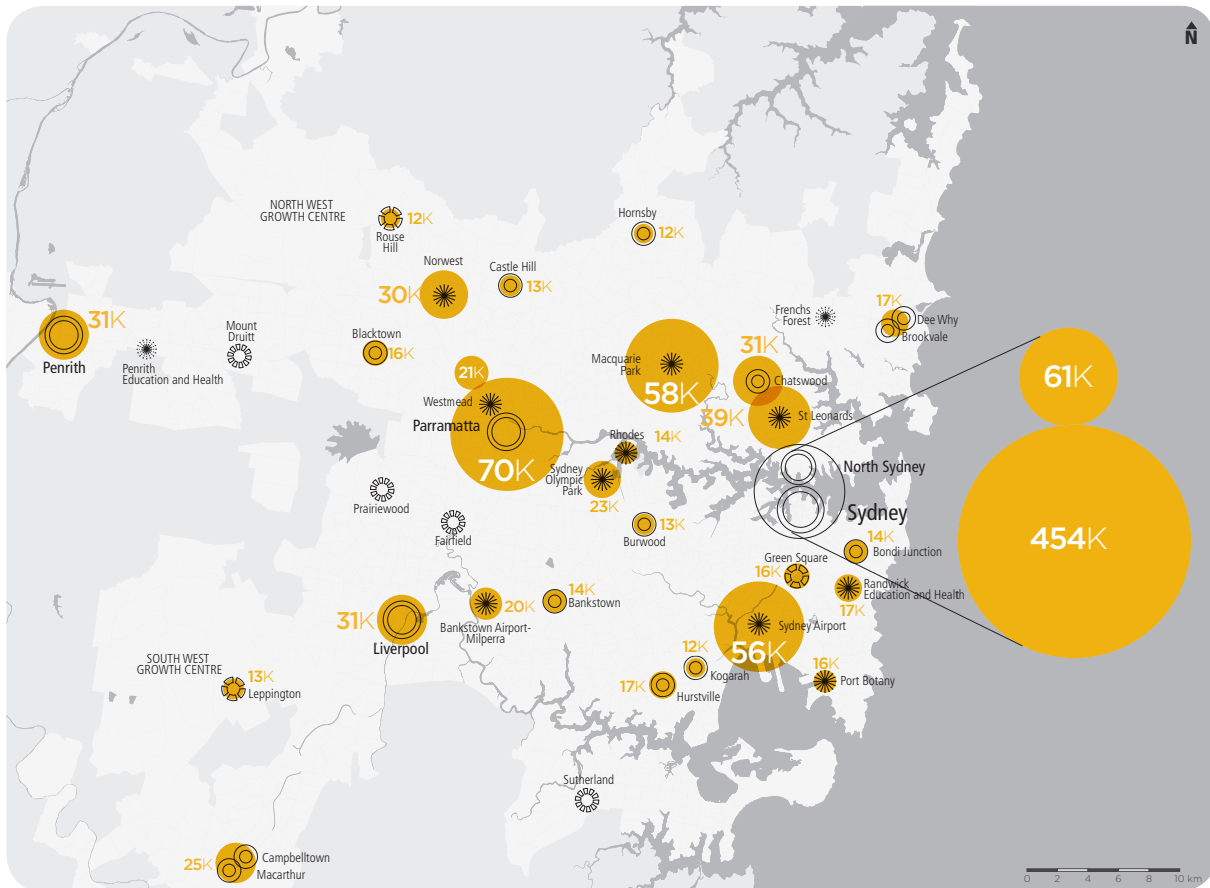 N
NORTH WEST
GROWTH CENTRE
12K
Rouse
Hill
Hornsby
12K
Norwest
30K
Castle Hill
13K
31K
Penrith
Penrith
Education and Health
Mount
Druitt
Blacktown
16K
Frenchs
Forest
17K
Dee Why
Brookvale
Macquarie
Park
58K
31K
Chatswood
39K
St Leonards
61K
21K
Westmead
Parramatta
70K
Rhodes
14K
Sydney
Olympic
Park
23K
North Sydney
Sydney
454K
Prairiewood
Fairfield
13K
Burwood
14K
Bondi Junction
Green Square
16K
Randwick
Education and Health
17K
31K
Liverpool
20K
Bankstown Airport-
Milperra
14K
Bankstown
Sydney Airport
56K
SOUTH WEST
GROWTH CENTRE
13K
Leppington
12K
Kogarah
17K
Hurstville
16K
Port Botany
Sutherland
25K
Campbelltown
Macarthur
0 2 4 6 8 10 km